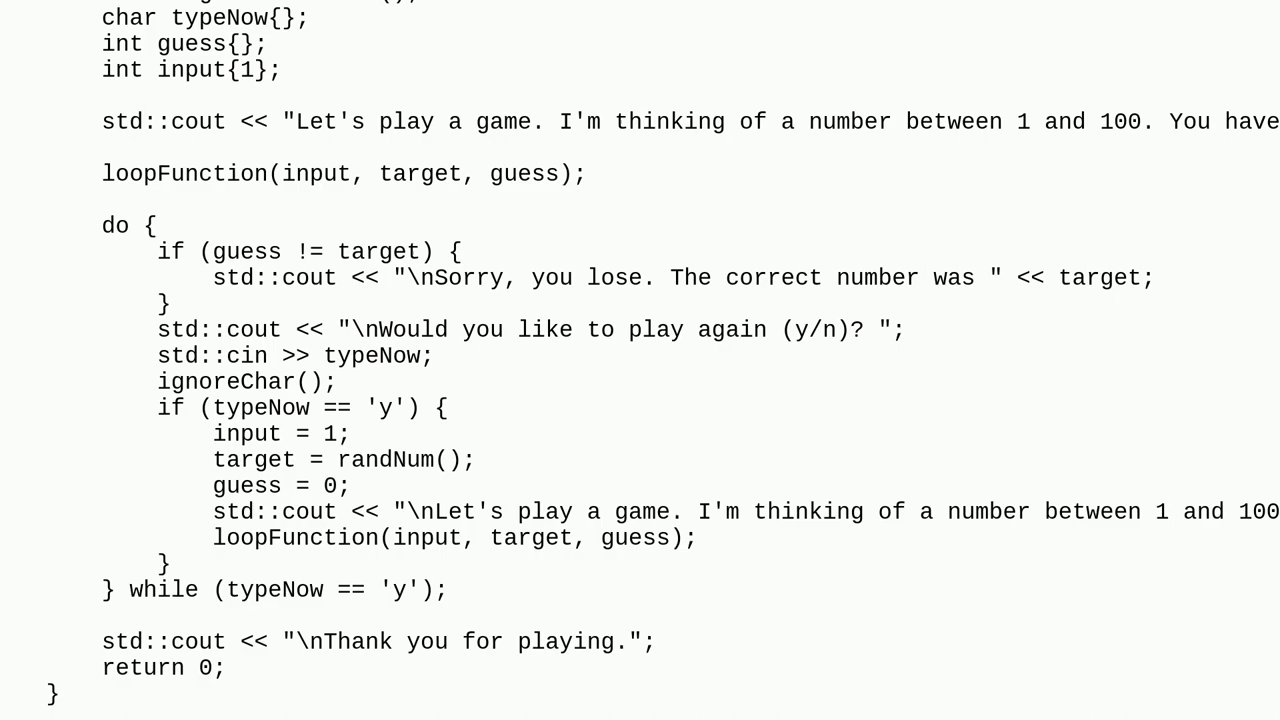 char typeNow{};
int guess{};
int input{1};
std::cout << "Let's play a game. I'm thinking of a number between 1 and 100. You have
loopFunction(input, target, guess);
do {
if (guess != target) {
std::cout << "\nSorry, you lose. The correct number was " << target;
}
std::cout << "\nWould you like to play again (y/n)? ";
std::cin >> typeNow;
ignoreChar();
if (typeNow == 'y') {
input = 1;
target = randNum();
guess = 0;
std::cout << "\nLet's play a game. I'm thinking of a number between 1 and 100
loopFunction(input, target, guess);
}
} while (typeNow == 'y');
std::cout << "\nThank you for playing.";
return 0;
}